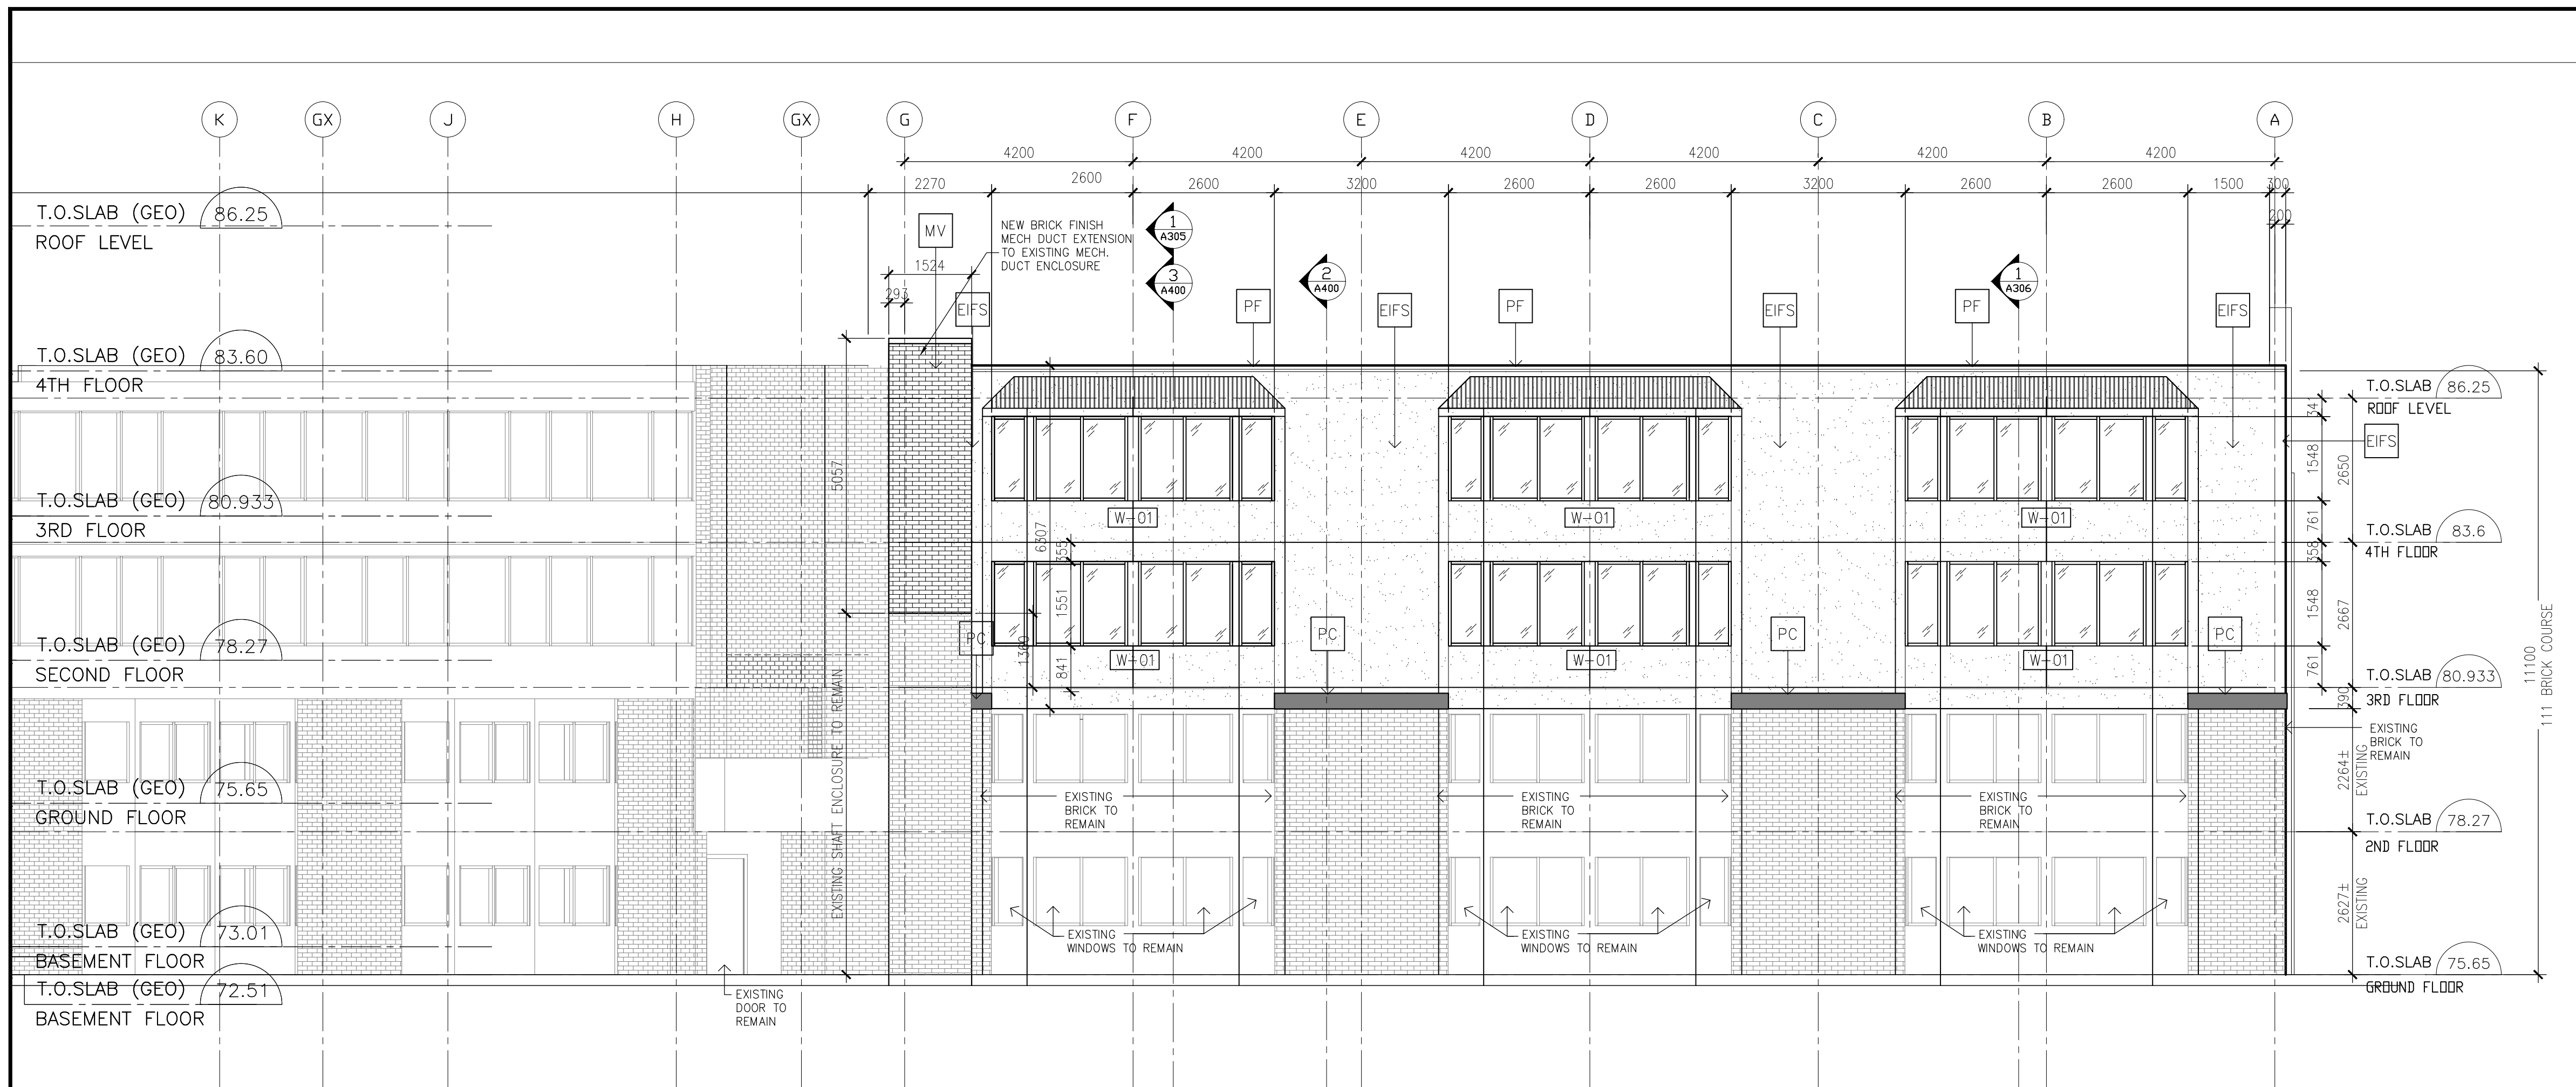 K
GX
J
H
GX
G
F
E
D
C
B
A
4200
4200
4200
4200
4200
4200
2270
2600
2600
3200
2600
2600
3200
2600
2600
1500
300
200
T.O.SLAB (GEO) 86.25
ROOF LEVEL
T.O.SLAB (GEO) 83.60
4TH FLOOR
T.O.SLAB (GEO) 80.933
3RD FLOOR
T.O.SLAB (GEO) 78.27
SECOND FLOOR
T.O.SLAB (GEO) 75.65
GROUND FLOOR
T.O.SLAB (GEO) 73.01
BASEMENT FLOOR
T.O.SLAB (GEO) 72.51
BASEMENT FLOOR
MV
NEW BRICK FINISH
MECH DUCT EXTENSION
TO EXISTING MECH.
DUCT ENCLOSURE
1524
293
1
A305
3
A400
2
A400
1
A306
EIFS
PF
EIFS
PF
EIFS
PF
EIFS
5057
EXISTING SHAFT ENCLOSURE TO REMAIN
6307
355
1551
1360
841
W-01
W-01
W-01
W-01
W-01
W-01
PC
PC
PC
PC
EXISTING
BRICK TO
REMAIN
EXISTING
BRICK TO
REMAIN
EXISTING
BRICK TO
REMAIN
EXISTING
WINDOWS TO REMAIN
EXISTING
WINDOWS TO REMAIN
EXISTING
WINDOWS TO REMAIN
EXISTING
DOOR TO
REMAIN
341
1548
761
358
1548
761
390
2650
2667
2264±
EXISTING
2627±
EXISTING
T.O.SLAB 86.25
ROOF LEVEL
EIFS
T.O.SLAB 83.6
4TH FLOOR
T.O.SLAB 80.933
3RD FLOOR
EXISTING
BRICK TO
REMAIN
T.O.SLAB 78.27
2ND FLOOR
T.O.SLAB 75.65
GROUND FLOOR
11100
111 BRICK COURSE